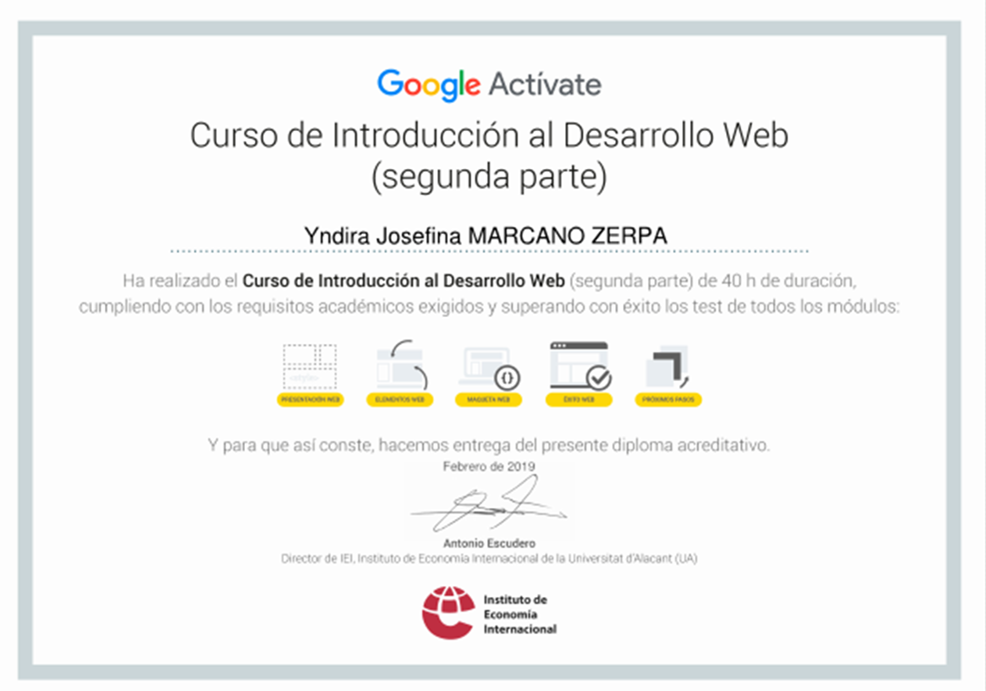 Google Actívate
Curso de Introducción al Desarrollo Web
(segunda parte)
Yndira Josefina MARCANO ZERPA
Ha realizado el Curso de Introducción al Desarrollo Web (segunda parte) de 40 h de duración,
cumpliendo con los requisitos académicos exigidos y superando con éxito los test de todos los módulos:
PRESENTACIÓN WEB ELEMENTOS WEB MAQUETA WEB ÉXITO WEB PRÓXIMOS PASOS
Y para que así conste, hacemos entrega del presente diploma acreditativo.
Febrero de 2019
Antonio Escudero
Director de IEI, Instituto de Economía Internacional de la Universitat d'Alacant (UA)
Instituto de
Economía
Internacional